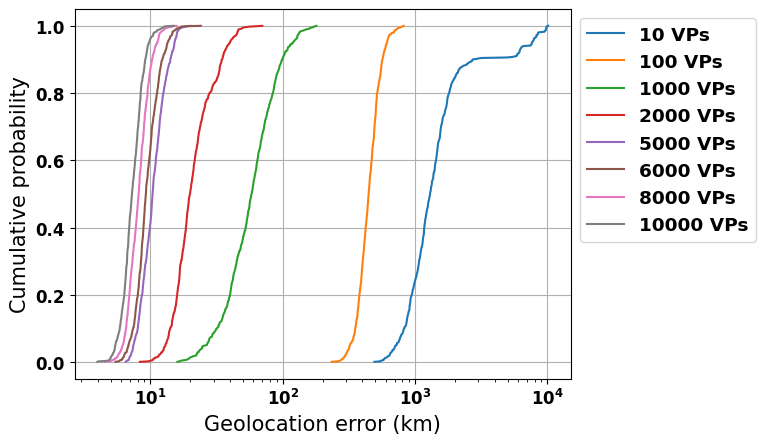 Cumulative probability
1.0
0.8
0.6
0.4
0.2
0.0
10¹ 10² 10³ 10⁴
Geolocation error (km)
10 VPs
100 VPs
1000 VPs
2000 VPs
5000 VPs
6000 VPs
8000 VPs
10000 VPs